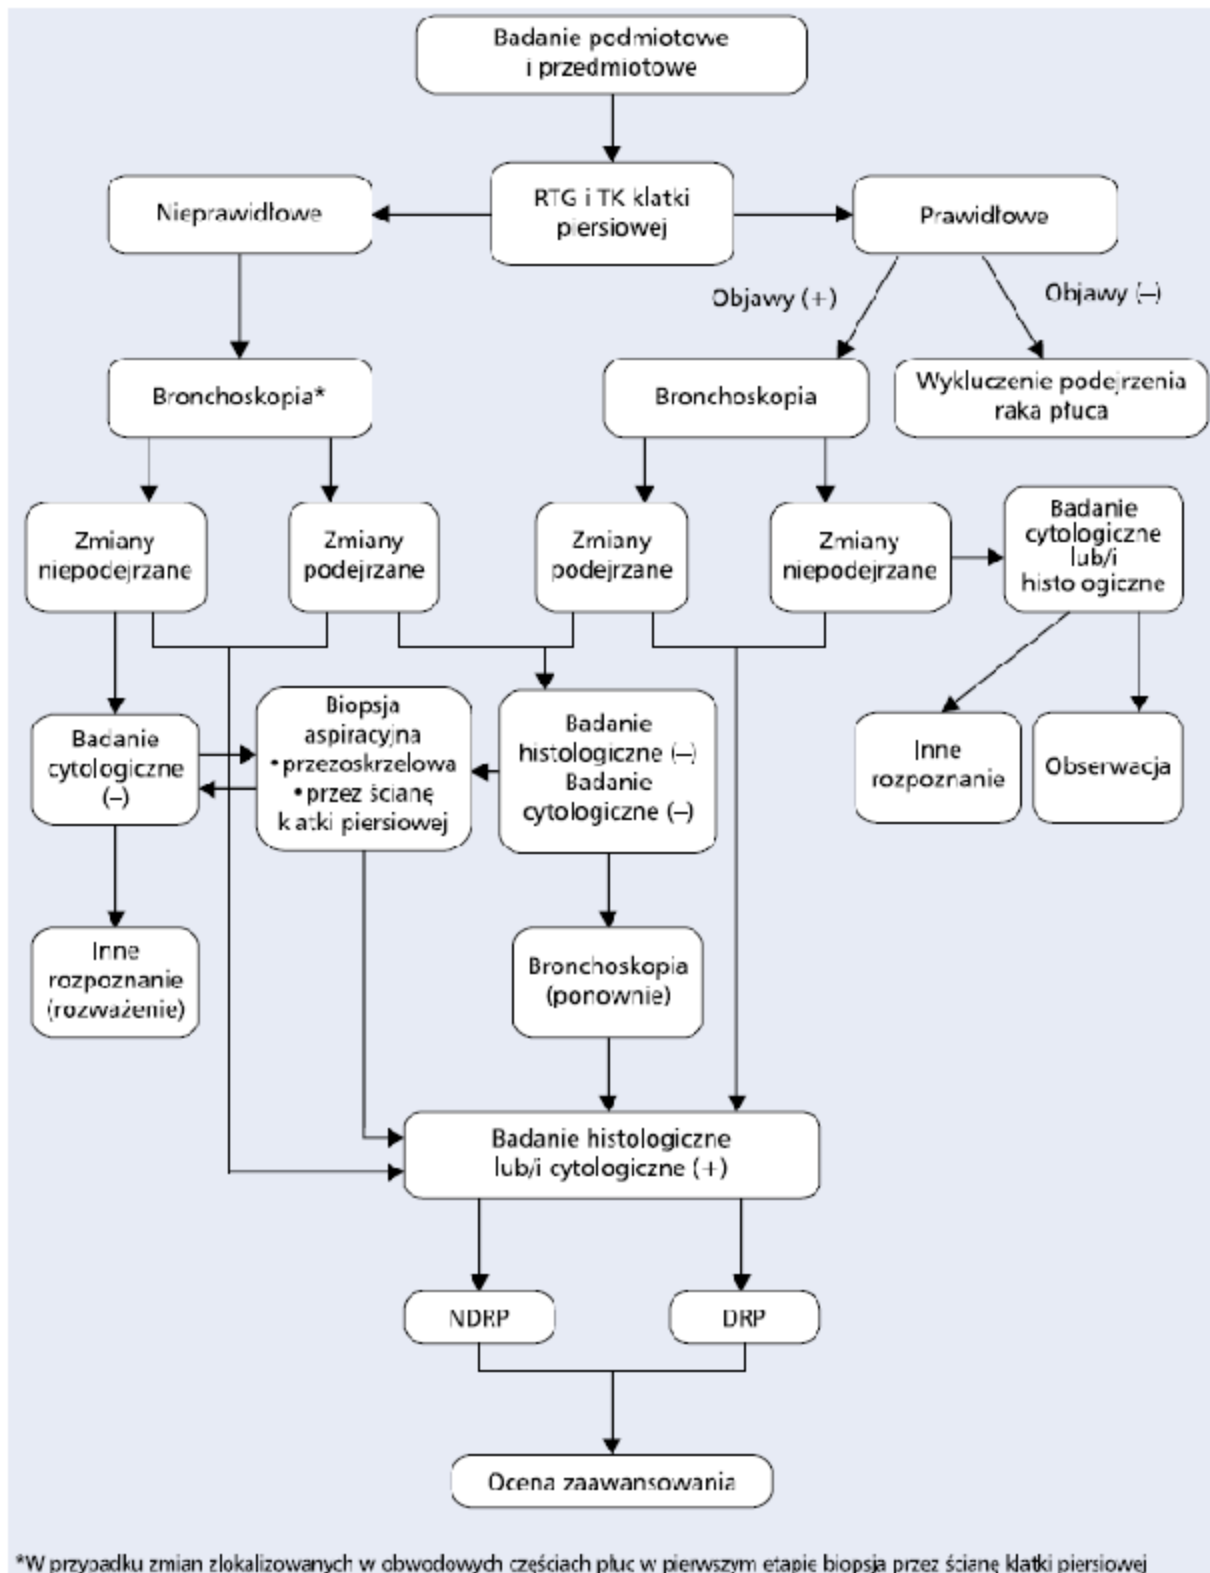 Badanie podmiotowe
i przedmiotowe
Nieprawidłowe
RTG i TK klatki
piersiowej
Prawidłowe
Objawy (+)
Objawy (–)
Bronchoskopia*
Bronchoskopia
Wykluczenie podejrzenia
raka płuca
Zmiany
niepodejrzane
Zmiany
podejrzane
Zmiany
podejrzane
Zmiany
niepodejrzane
Badanie
cytologiczne
lub/i
histo ogiczne
Badanie
cytologiczne
(–)
Biopsja
aspiracyjna
• przezoskrzelowa
• przez ścianę
k atki piersiowej
Badanie
histologiczne (–)
Badanie
cytologiczne (–)
Inne
rozpoznanie
Obserwacja
Inne
rozpoznanie
(rozważenie)
Bronchoskopia
(ponownie)
Badanie histologiczne
lub/i cytologiczne (+)
NDRP
DRP
Ocena zaawansowania
*W przypadku zmian zlokalizowanych w obwodowych częściach płuc w pierwszym etapie biopsja przez ścianę klatki piersiowej